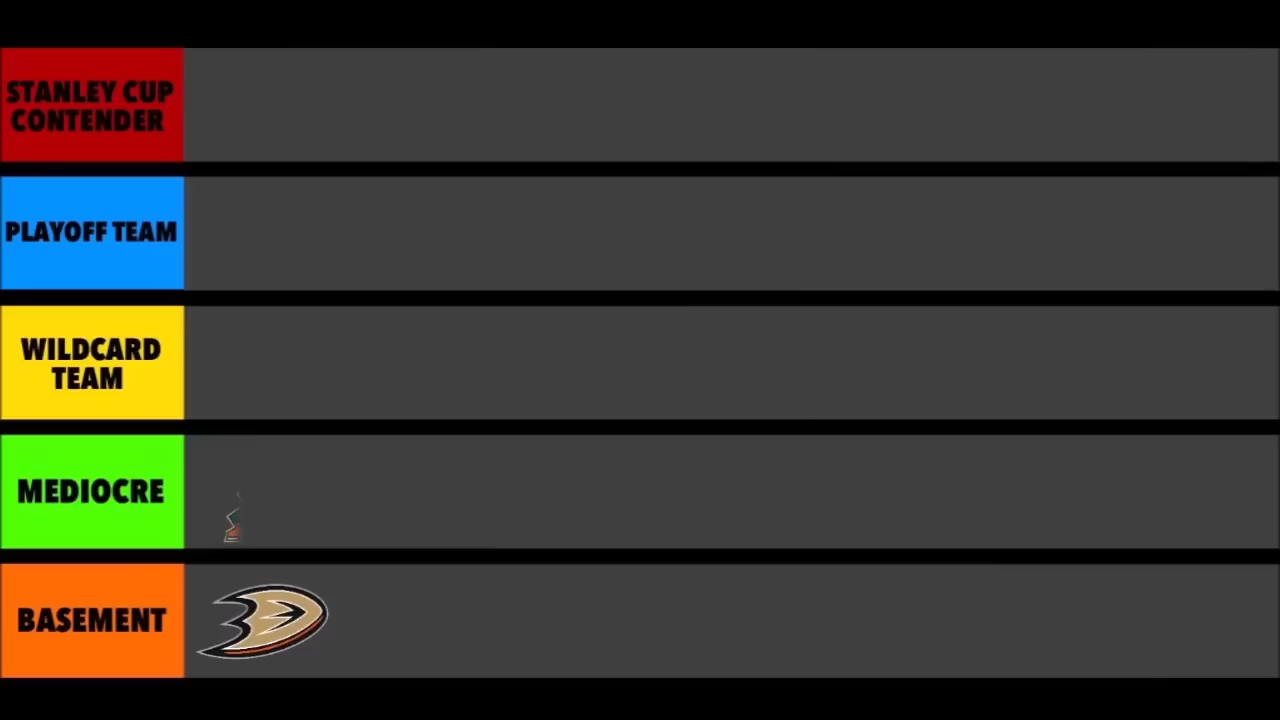 STANLEY CUP
CONTENDER
PLAYOFF TEAM
WILDCARD
TEAM
MEDIOCRE
BASEMENT